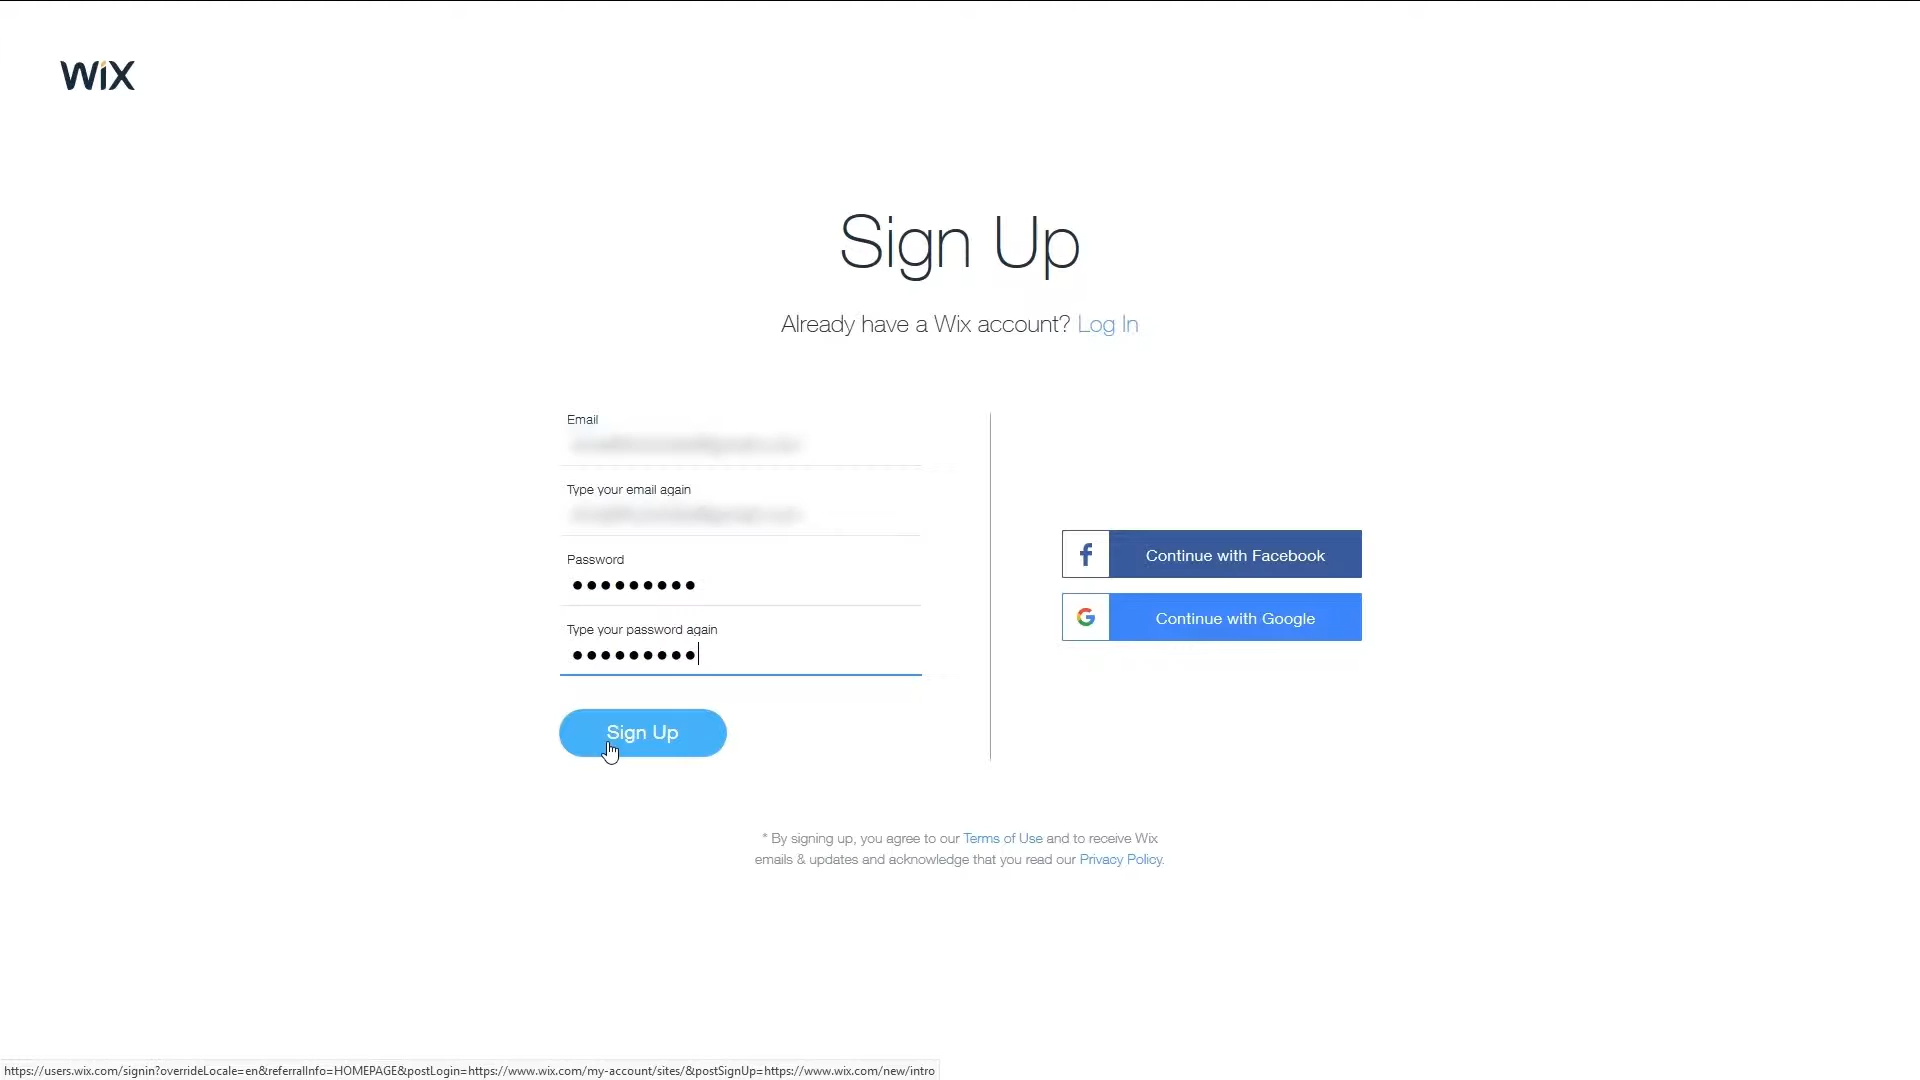 WiX
Sign Up
Already have a Wix account? Log In
Email
Type your email again
Password
Type your password again
Sign Up
f Continue with Facebook
G Continue with Google
* By signing up, you agree to our Terms of Use and to receive Wix
emails & updates and acknowledge that you read our Privacy Policy.
https://users.wix.com/signin?overrideLocale=en&referralInfo=HOMEPAGE&postLogin=https://www.wix.com/my-account/sites/&postSignUp=https://www.wix.com/new/intro